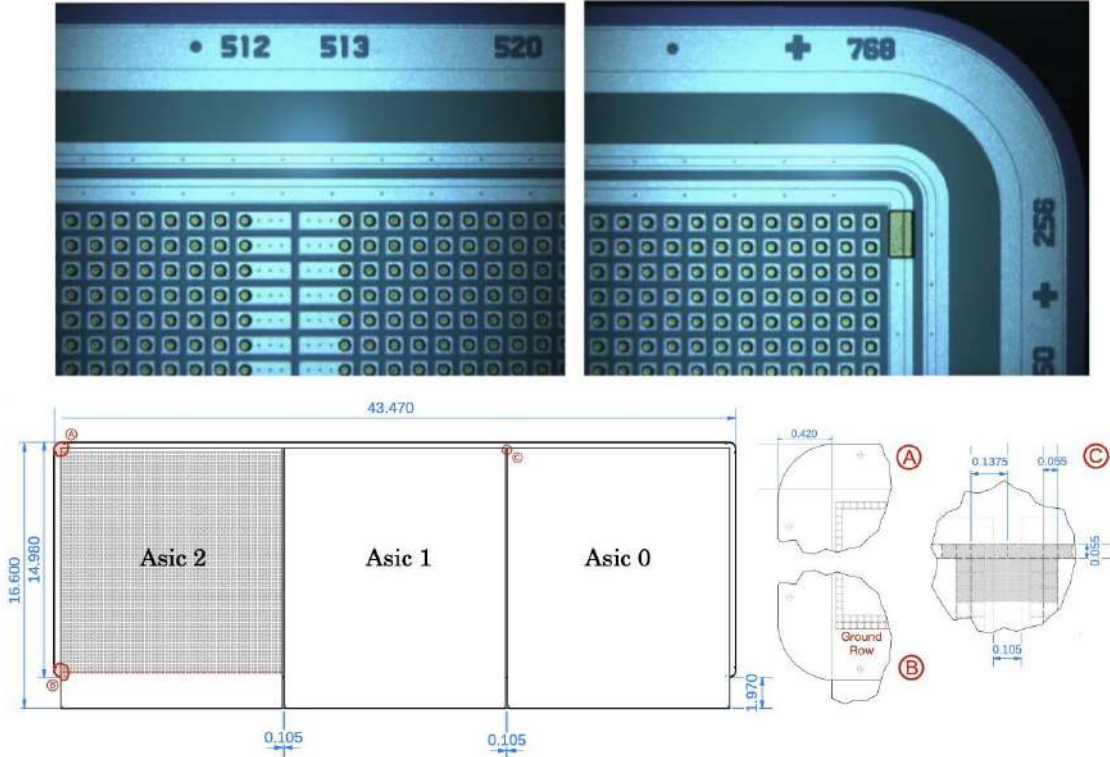 512 513 520
768
256
50
43.470
A
C
16.600
14.980
Asic 2
Asic 1
Asic 0
B
1.970
0.105
0.105
0.420
A
Ground
Row
B
0.1375
0.055
C
0.055
0.105